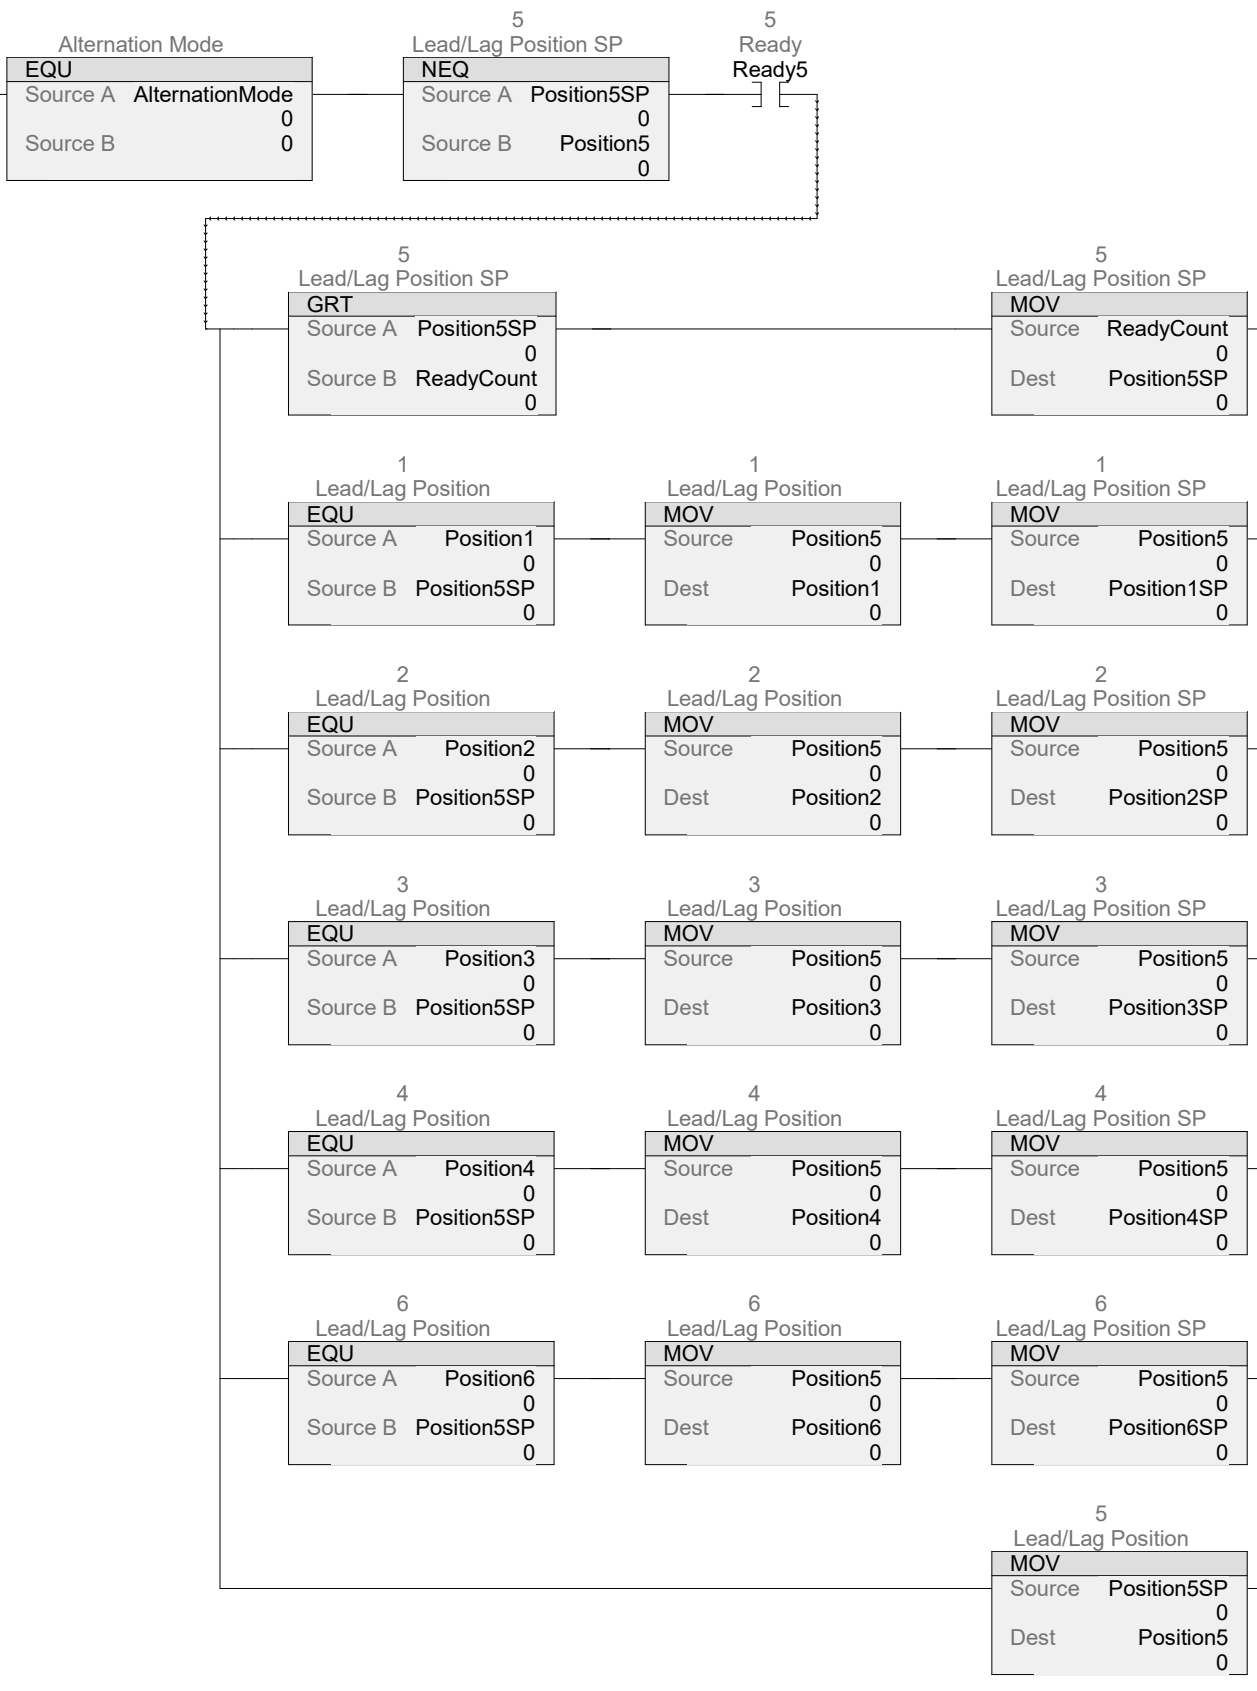 Alternation Mode
EQU
Source A AlternationMode
0
Source B 0
5
Lead/Lag Position SP
NEQ
Source A Position5SP
0
Source B Position5
0
5
Ready
Ready5
5
Lead/Lag Position SP
GRT
Source A Position5SP
0
Source B ReadyCount
0
5
Lead/Lag Position SP
MOV
Source ReadyCount
0
Dest Position5SP
0
1
Lead/Lag Position
EQU
Source A Position1
0
Source B Position5SP
0
1
Lead/Lag Position
MOV
Source Position5
0
Dest Position1
0
1
Lead/Lag Position SP
MOV
Source Position5
0
Dest Position1SP
0
2
Lead/Lag Position
EQU
Source A Position2
0
Source B Position5SP
0
2
Lead/Lag Position
MOV
Source Position5
0
Dest Position2
0
2
Lead/Lag Position SP
MOV
Source Position5
0
Dest Position2SP
0
3
Lead/Lag Position
EQU
Source A Position3
0
Source B Position5SP
0
3
Lead/Lag Position
MOV
Source Position5
0
Dest Position3
0
3
Lead/Lag Position SP
MOV
Source Position5
0
Dest Position3SP
0
4
Lead/Lag Position
EQU
Source A Position4
0
Source B Position5SP
0
4
Lead/Lag Position
MOV
Source Position5
0
Dest Position4
0
4
Lead/Lag Position SP
MOV
Source Position5
0
Dest Position4SP
0
6
Lead/Lag Position
EQU
Source A Position6
0
Source B Position5SP
0
6
Lead/Lag Position
MOV
Source Position5
0
Dest Position6
0
6
Lead/Lag Position SP
MOV
Source Position5
0
Dest Position6SP
0
5
Lead/Lag Position
MOV
Source Position5SP
0
Dest Position5
0